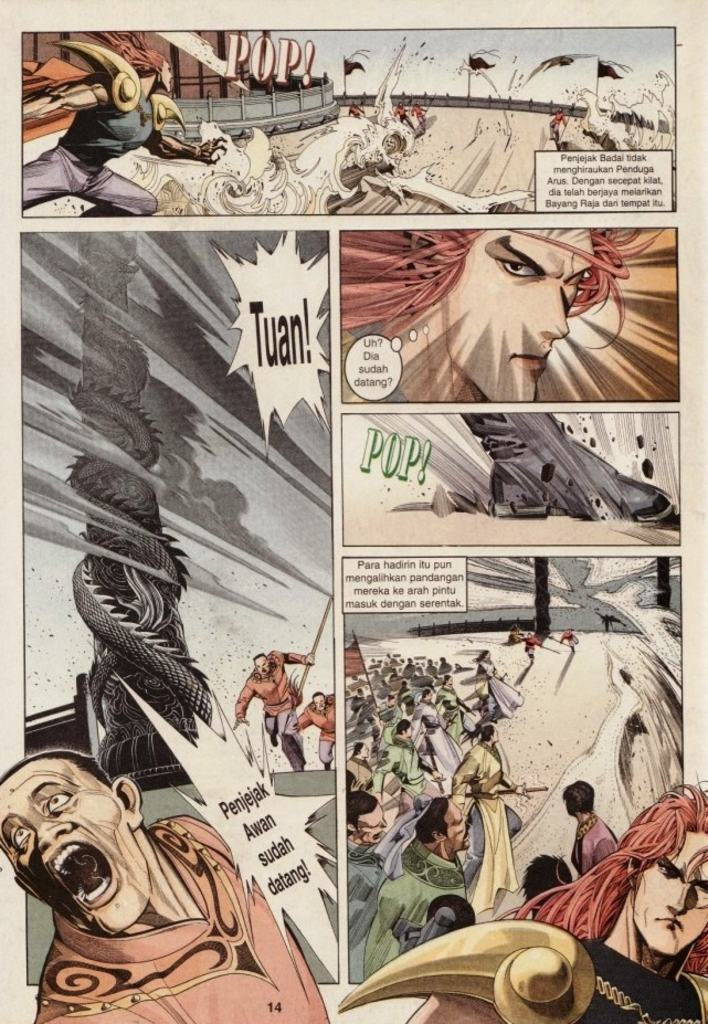 POP!
Penjejak Badai tidak
menghiraukan Penduga
Arus. Dengan secepat kilat,
dia telah berjaya melarikan
Bayang Raja dari tempat itu.
Tuan!
Penjejak
Awan
sudah
datang!
Uh?
Dia
sudah
datang?
POP!
Para hadirin itu pun
mengalihkan pandangan
mereka ke arah pintu
masuk dengan serentak.
14